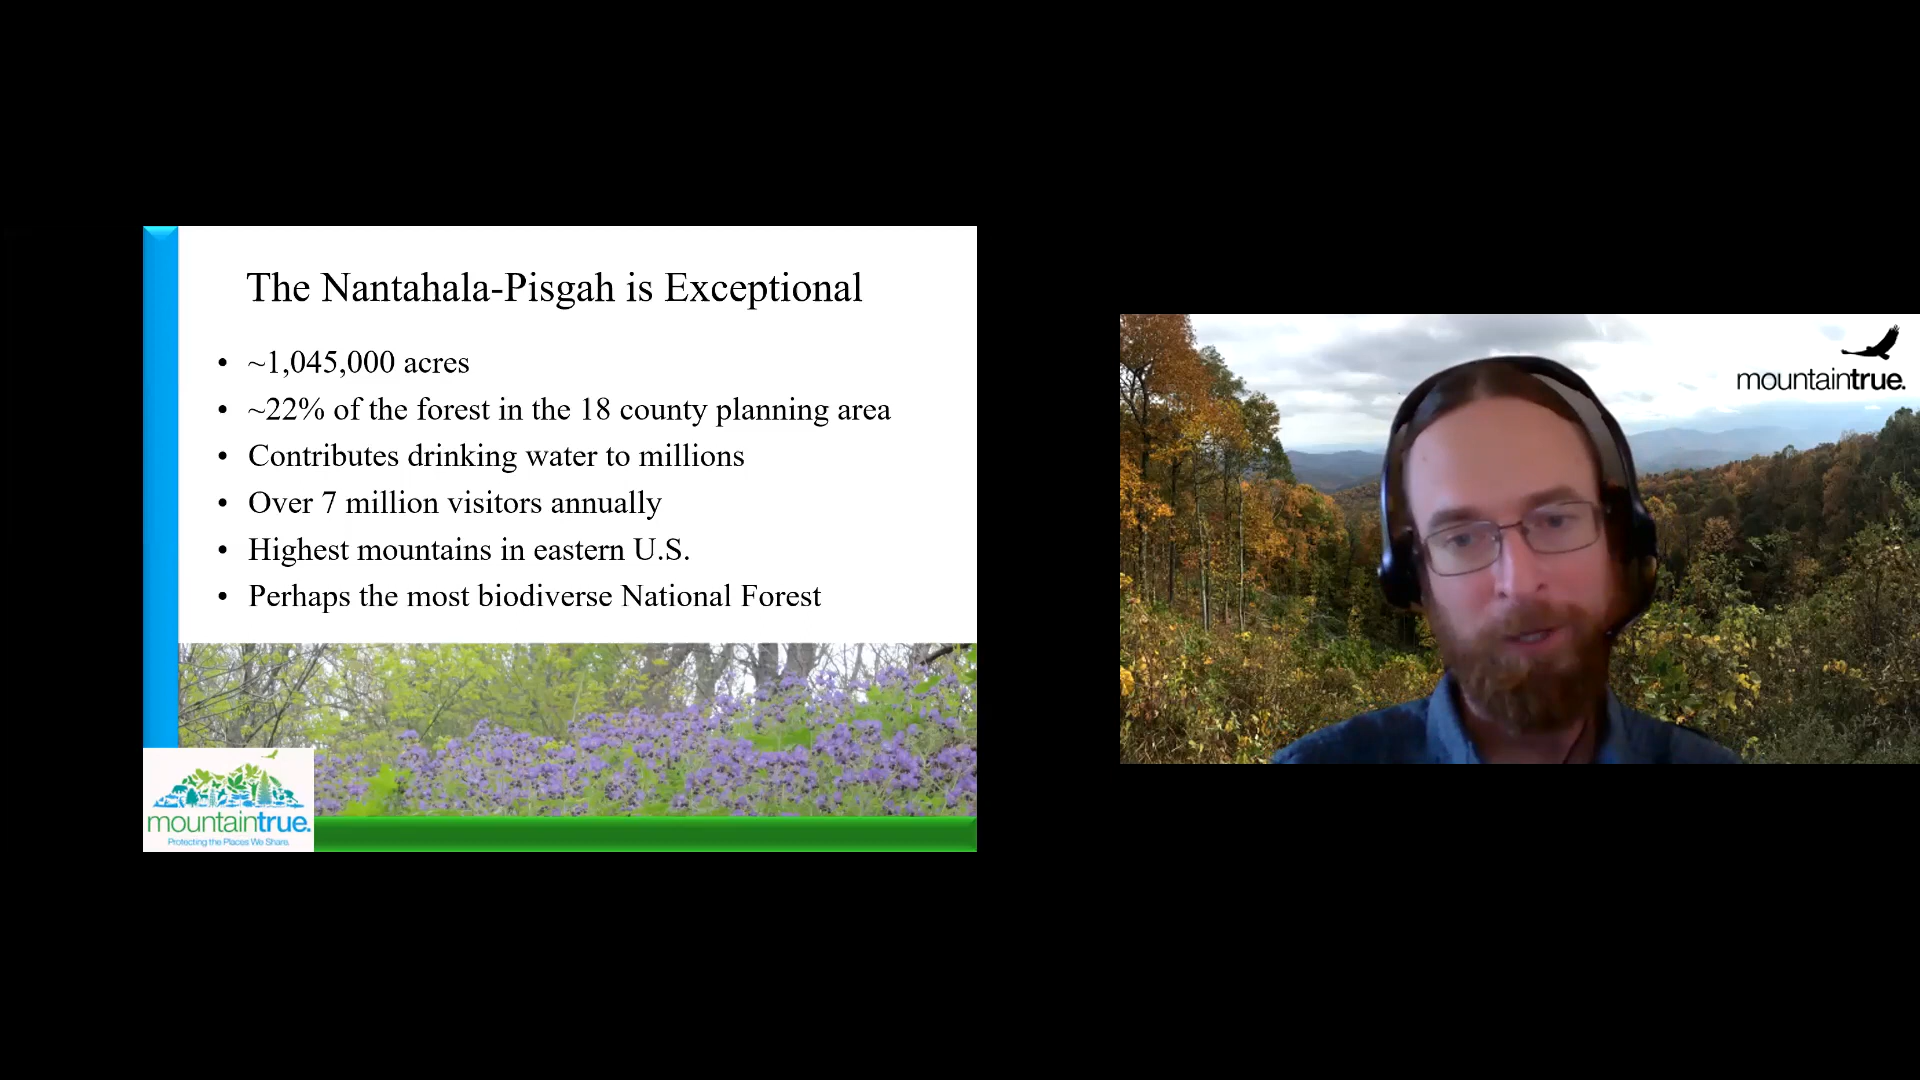 The Nantahala-Pisgah is Exceptional
• ~1,045,000 acres
• ~22% of the forest in the 18 county planning area
• Contributes drinking water to millions
• Over 7 million visitors annually
• Highest mountains in eastern U.S.
• Perhaps the most biodiverse National Forest
mountaintrue.
Protecting the Places We Share.
mountaintrue.